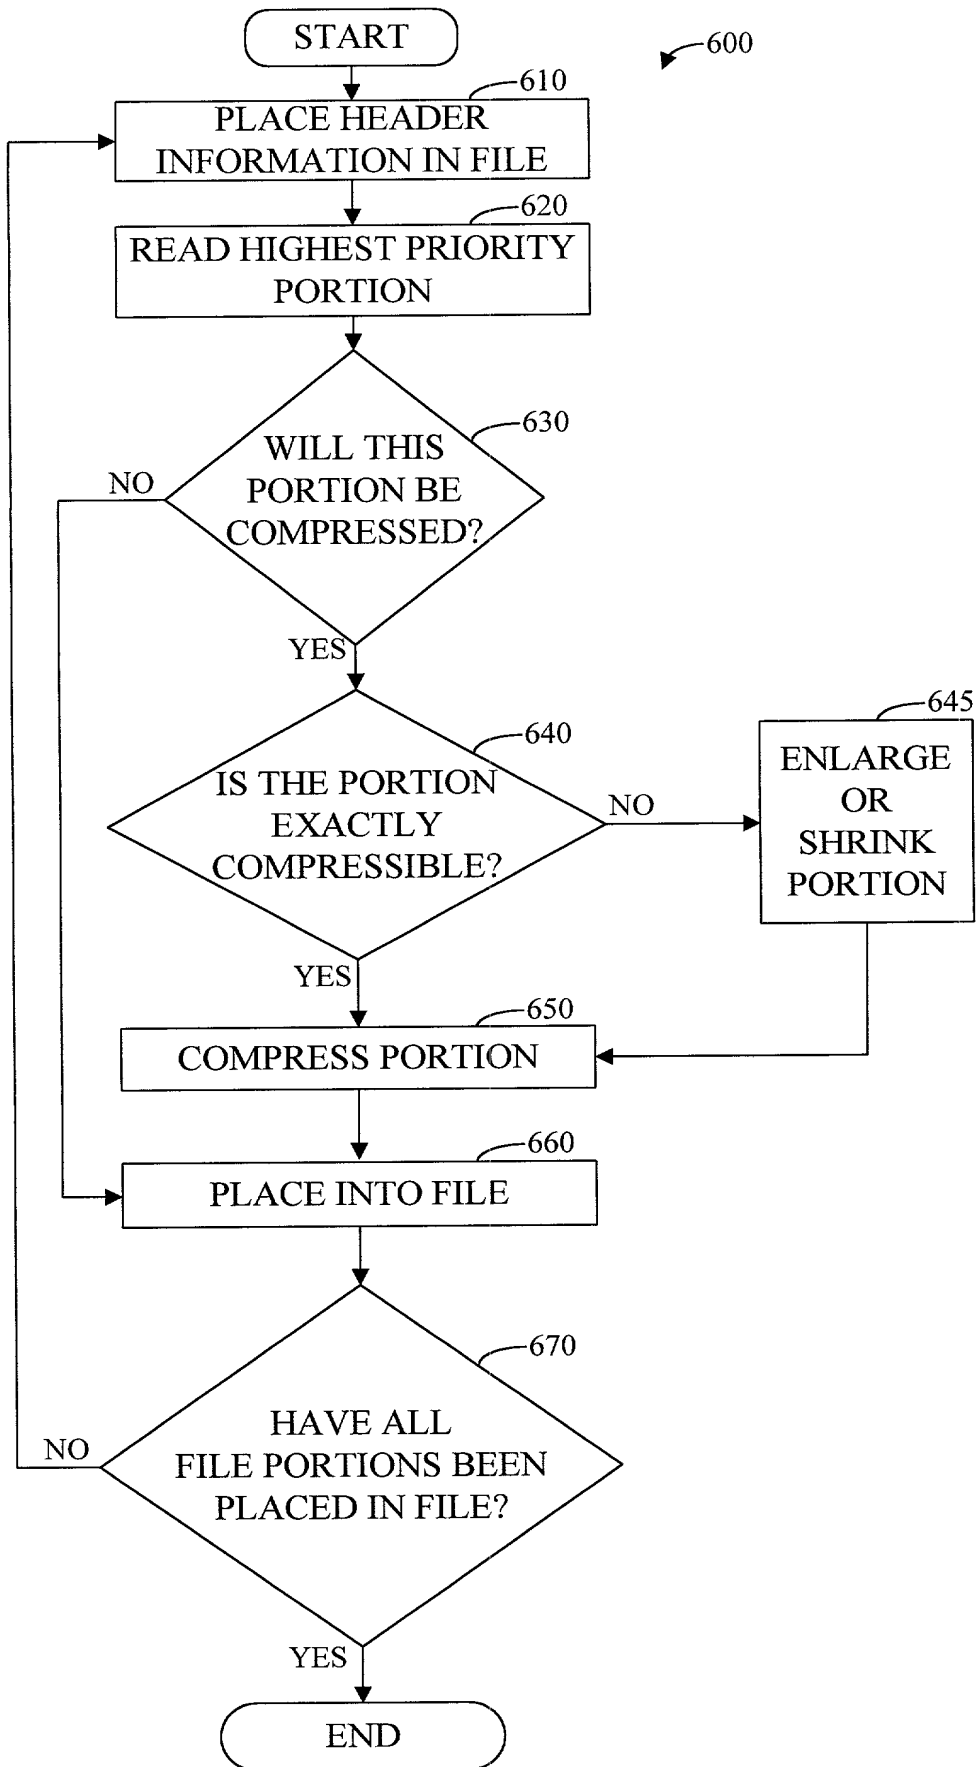 START
600
610
PLACE HEADER
INFORMATION IN FILE
620
READ HIGHEST PRIORITY
PORTION
630
WILL THIS
PORTION BE
COMPRESSED?
NO
YES
640
IS THE PORTION
EXACTLY
COMPRESSIBLE?
NO
645
ENLARGE
OR
SHRINK
PORTION
YES
650
COMPRESS PORTION
660
PLACE INTO FILE
670
HAVE ALL
FILE PORTIONS BEEN
PLACED IN FILE?
NO
YES
END